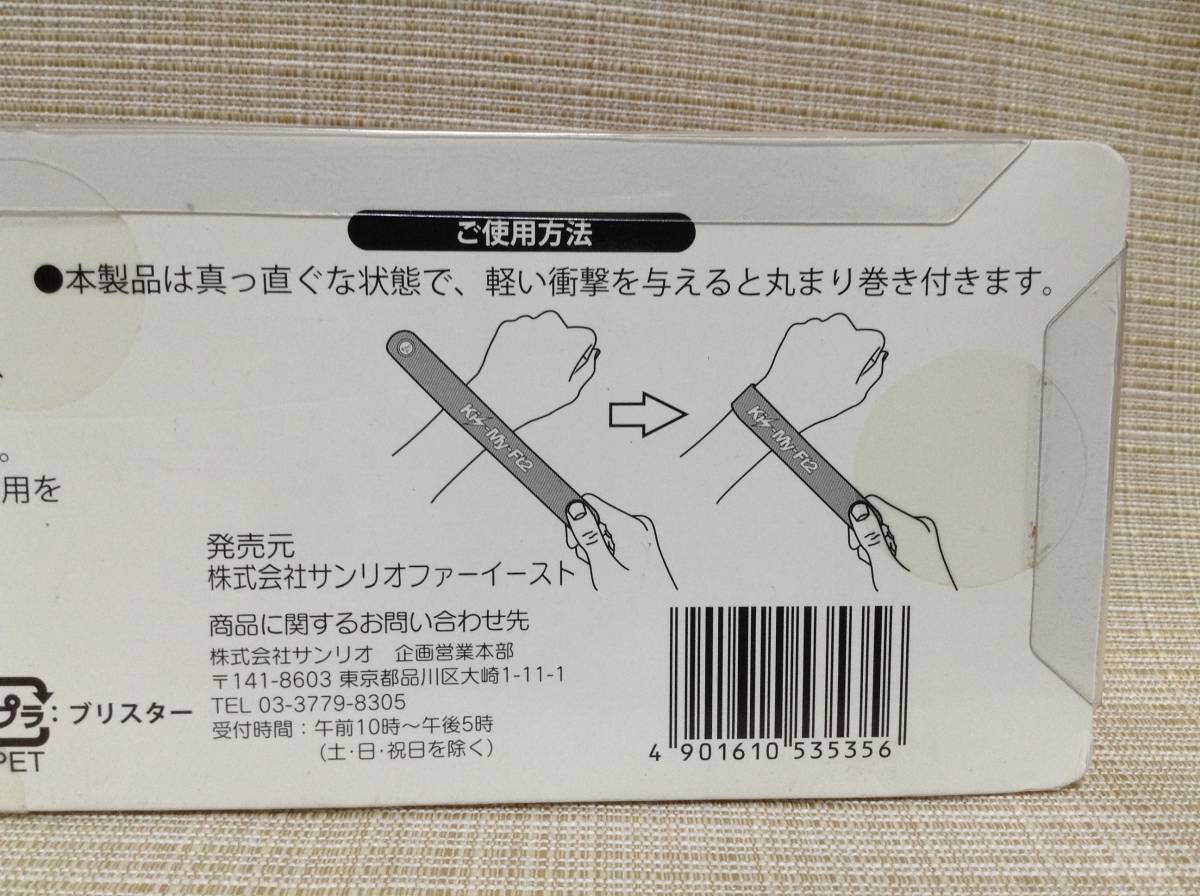 ご使用方法
●本製品は真っ直ぐな状態で、軽い衝撃を与えると丸まり巻き付きます。
Kis-My-Ft2
Kis-My-Ft2
。
用を
発売元
株式会社サンリオファーイースト
商品に関するお問い合わせ先
株式会社サンリオ 企画営業本部
〒141-8603 東京都品川区大崎1-11-1
TEL 03-3779-8305
受付時間：午前10時～午後5時
(土・日・祝日を除く)
プラ：ブリスター
PET
4 901610 535356